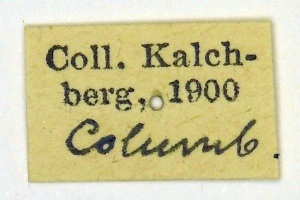 Coll. Kalch-
berg, 1900
Columb.